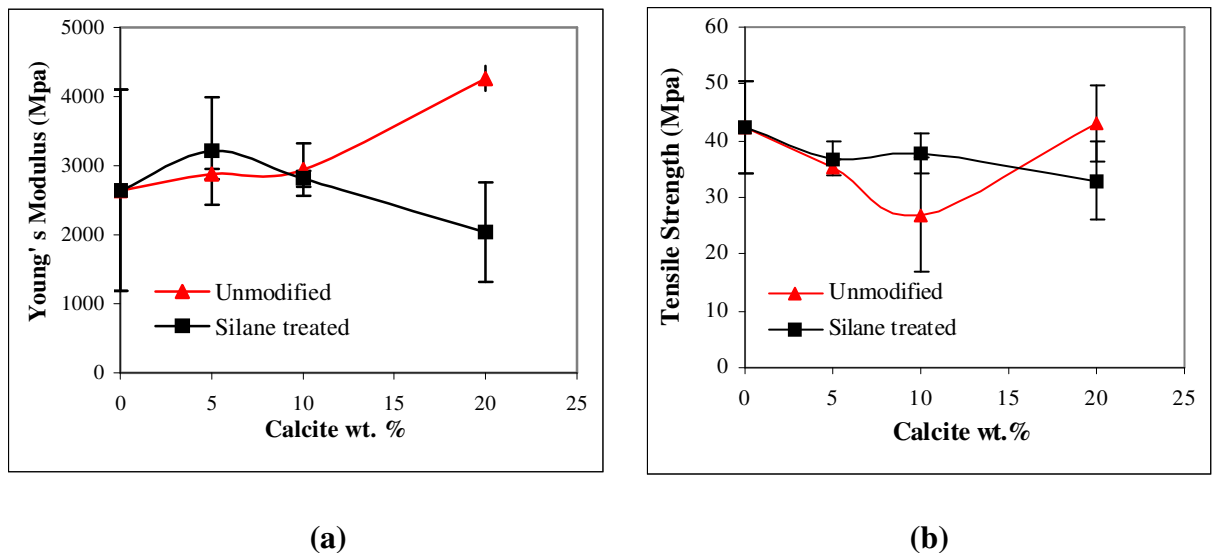 5000
4000
3000
2000
1000
0
Young' s Modulus (Mpa)
Unmodified
Silane treated
0 5 10 15 20 25
Calcite wt. %
(a)
60
50
40
30
20
10
0
Tensile Strength (Mpa)
Unmodified
Silane treated
0 5 10 15 20 25
Calcite wt.%
(b)